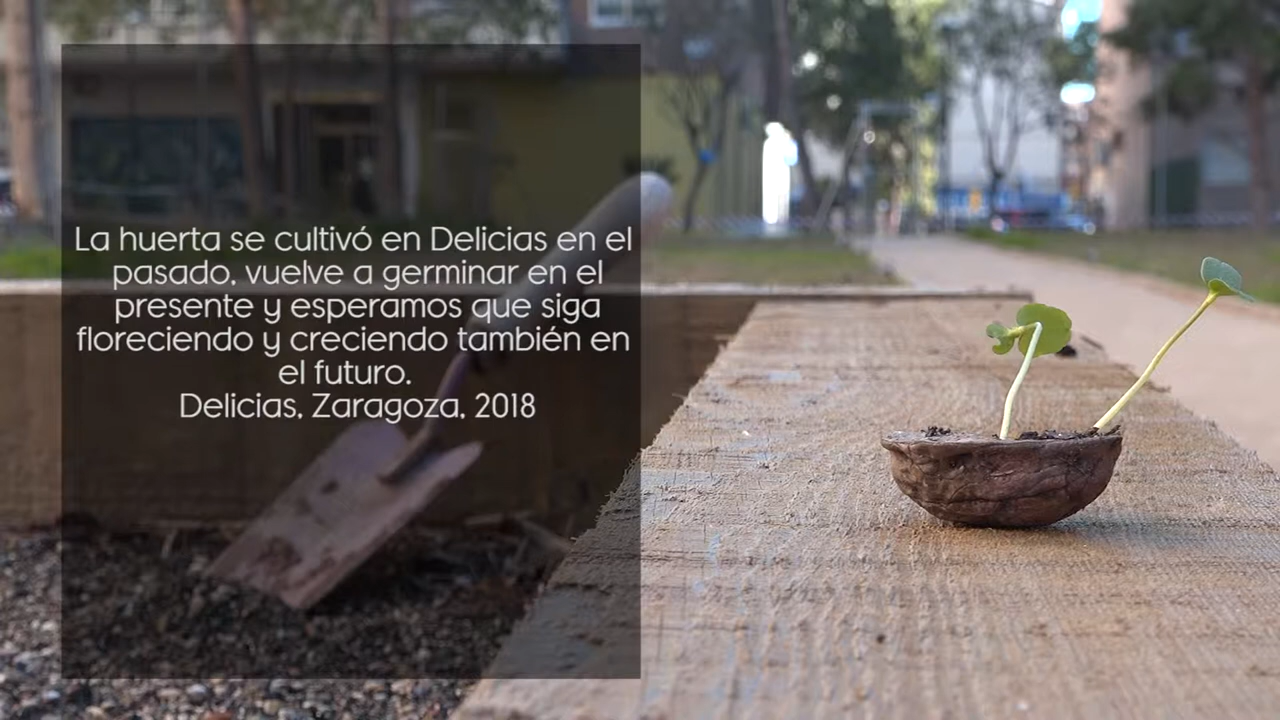 La huerta se cultivó en Delicias en el
pasado, vuelve a germinar en el
presente y esperamos que siga
floreciendo y creciendo también en
el futuro.
Delicias, Zaragoza, 2018